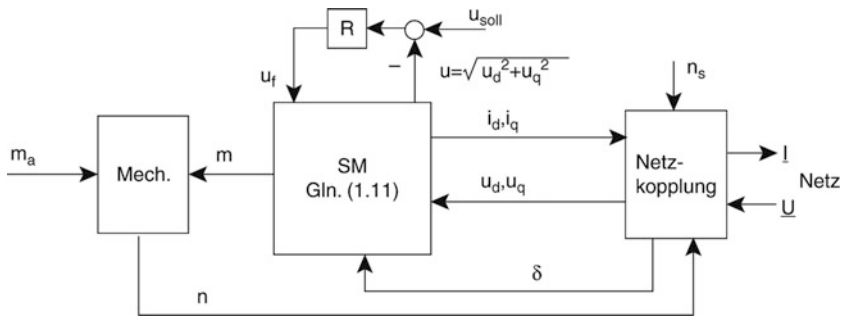 u_soll
R
u_f
–
u=√u_d²+u_q²
n_s
i_d,i_q
m_a
Mech.
m
SM
Gln. (1.11)
Netz-
kopplung
I
Netz
U
u_d,u_q
δ
n